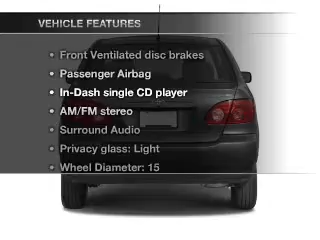 VEHICLE FEATURES
• Front Ventilated disc brakes
• Passenger Airbag
• In-Dash single CD player
• AM/FM stereo
• Surround Audio
• Privacy glass: Light
• Wheel Diameter: 15